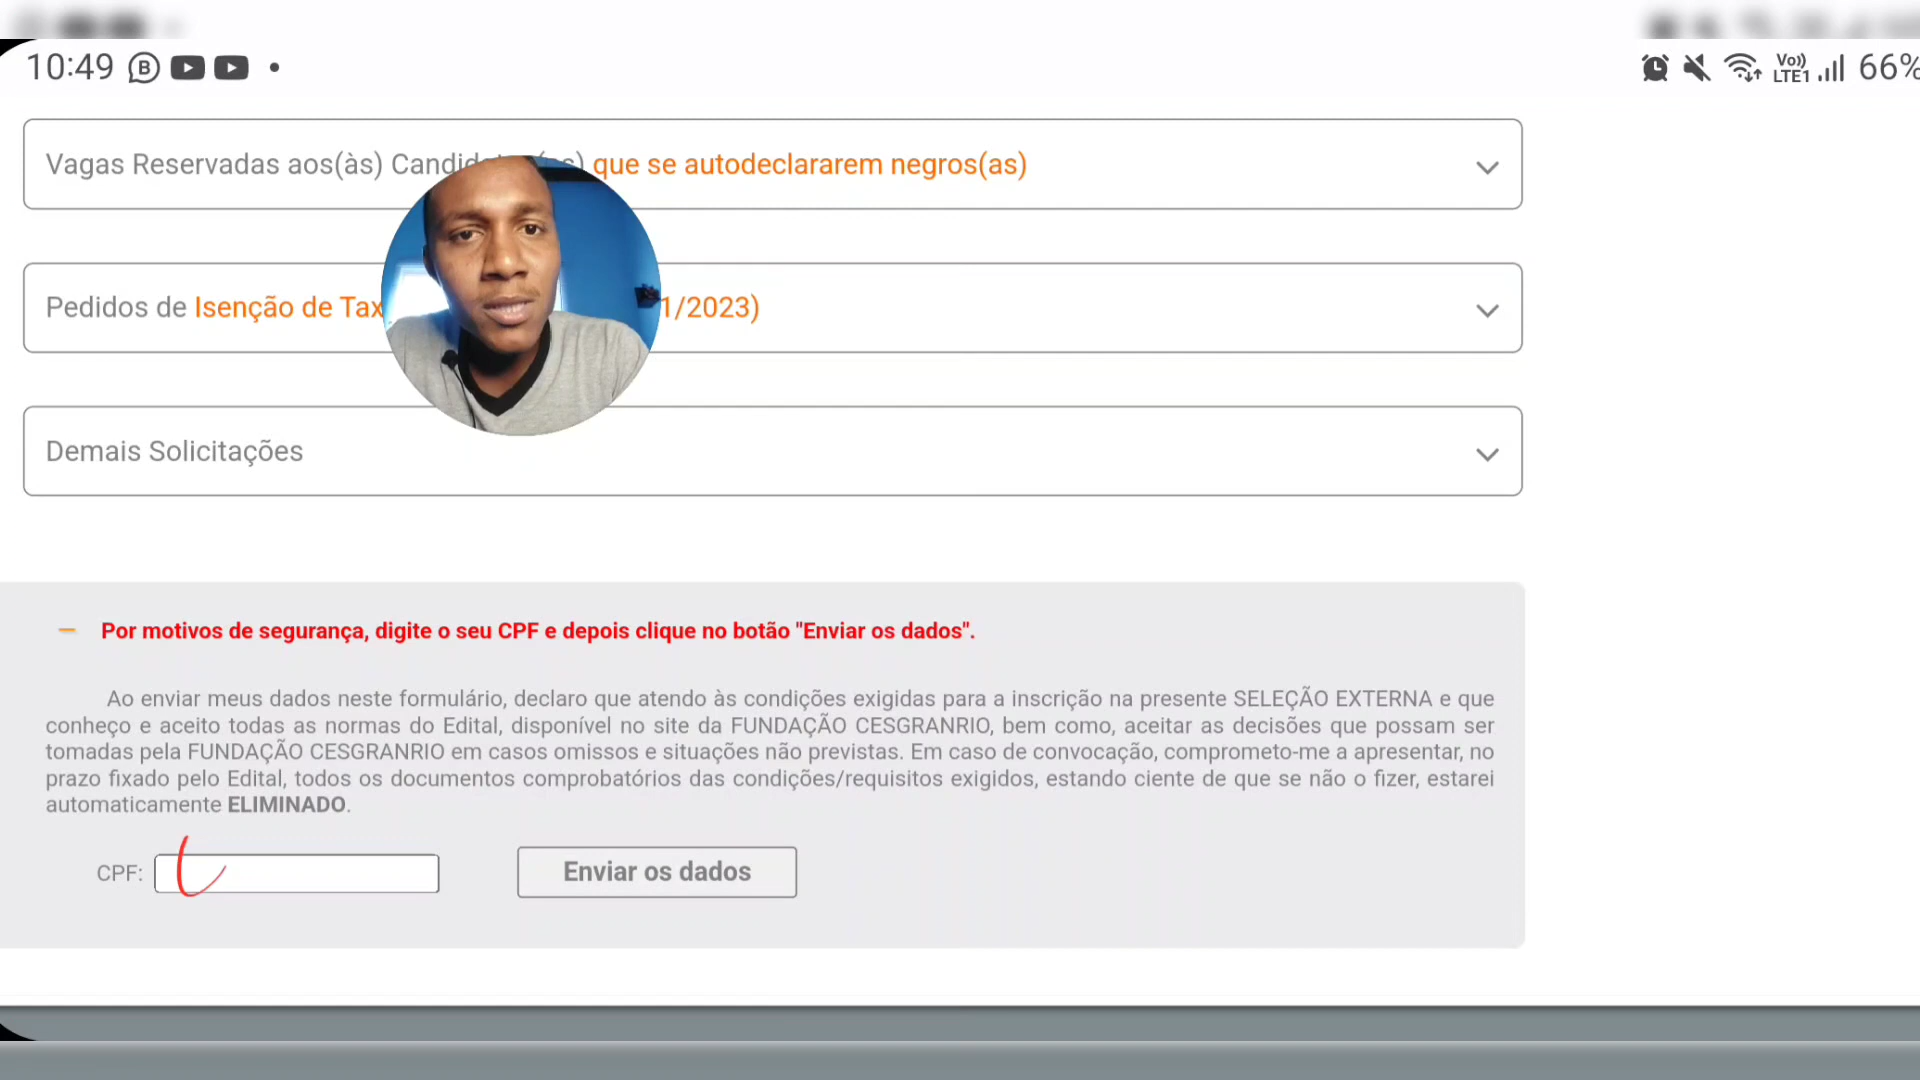 10:49
Vo))
LTE1
66%
Vagas Reservadas aos(às) que se autodeclararem negros(as)
Pedidos de Isenção de 1/2023)
Demais Solicitações
Por motivos de segurança, digite o seu CPF e depois clique no botão "Enviar os dados".
Ao enviar meus dados neste formulário, declaro que atendo às condições exigidas para a inscrição na presente SELEÇÃO EXTERNA e que
conheço e aceito todas as normas do Edital, disponível no site da FUNDAÇÃO CESGRANRIO, bem como, aceitar as decisões que possam ser
tomadas pela FUNDAÇÃO CESGRANRIO em casos omissos e situações não previstas. Em caso de convocação, comprometo-me a apresentar, no
prazo fixado pelo Edital, todos os documentos comprobatórios das condições/requisitos exigidos, estando ciente de que se não o fizer, estarei
automaticamente ELIMINADO.
CPF:
Enviar os dados